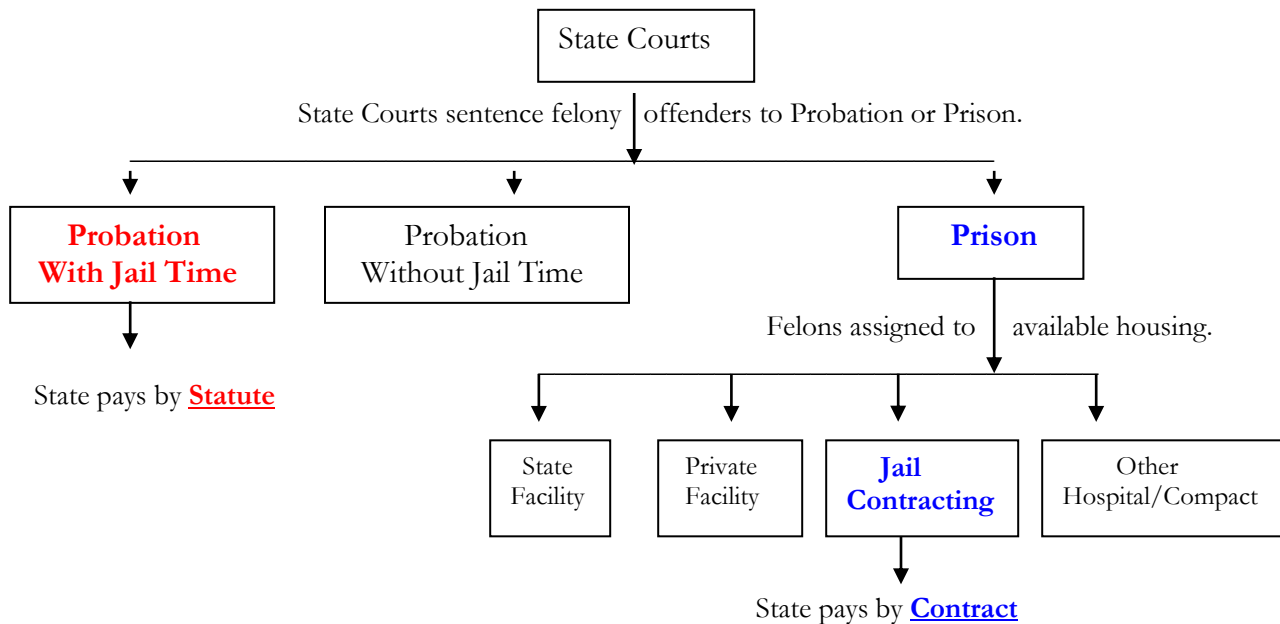 State Courts
State Courts sentence felony offenders to Probation or Prison.
Probation
With Jail Time
Probation
Without Jail Time
Prison
Felons assigned to available housing.
State pays by Statute
State
Facility
Private
Facility
Jail
Contracting
Other
Hospital/Compact
State pays by Contract